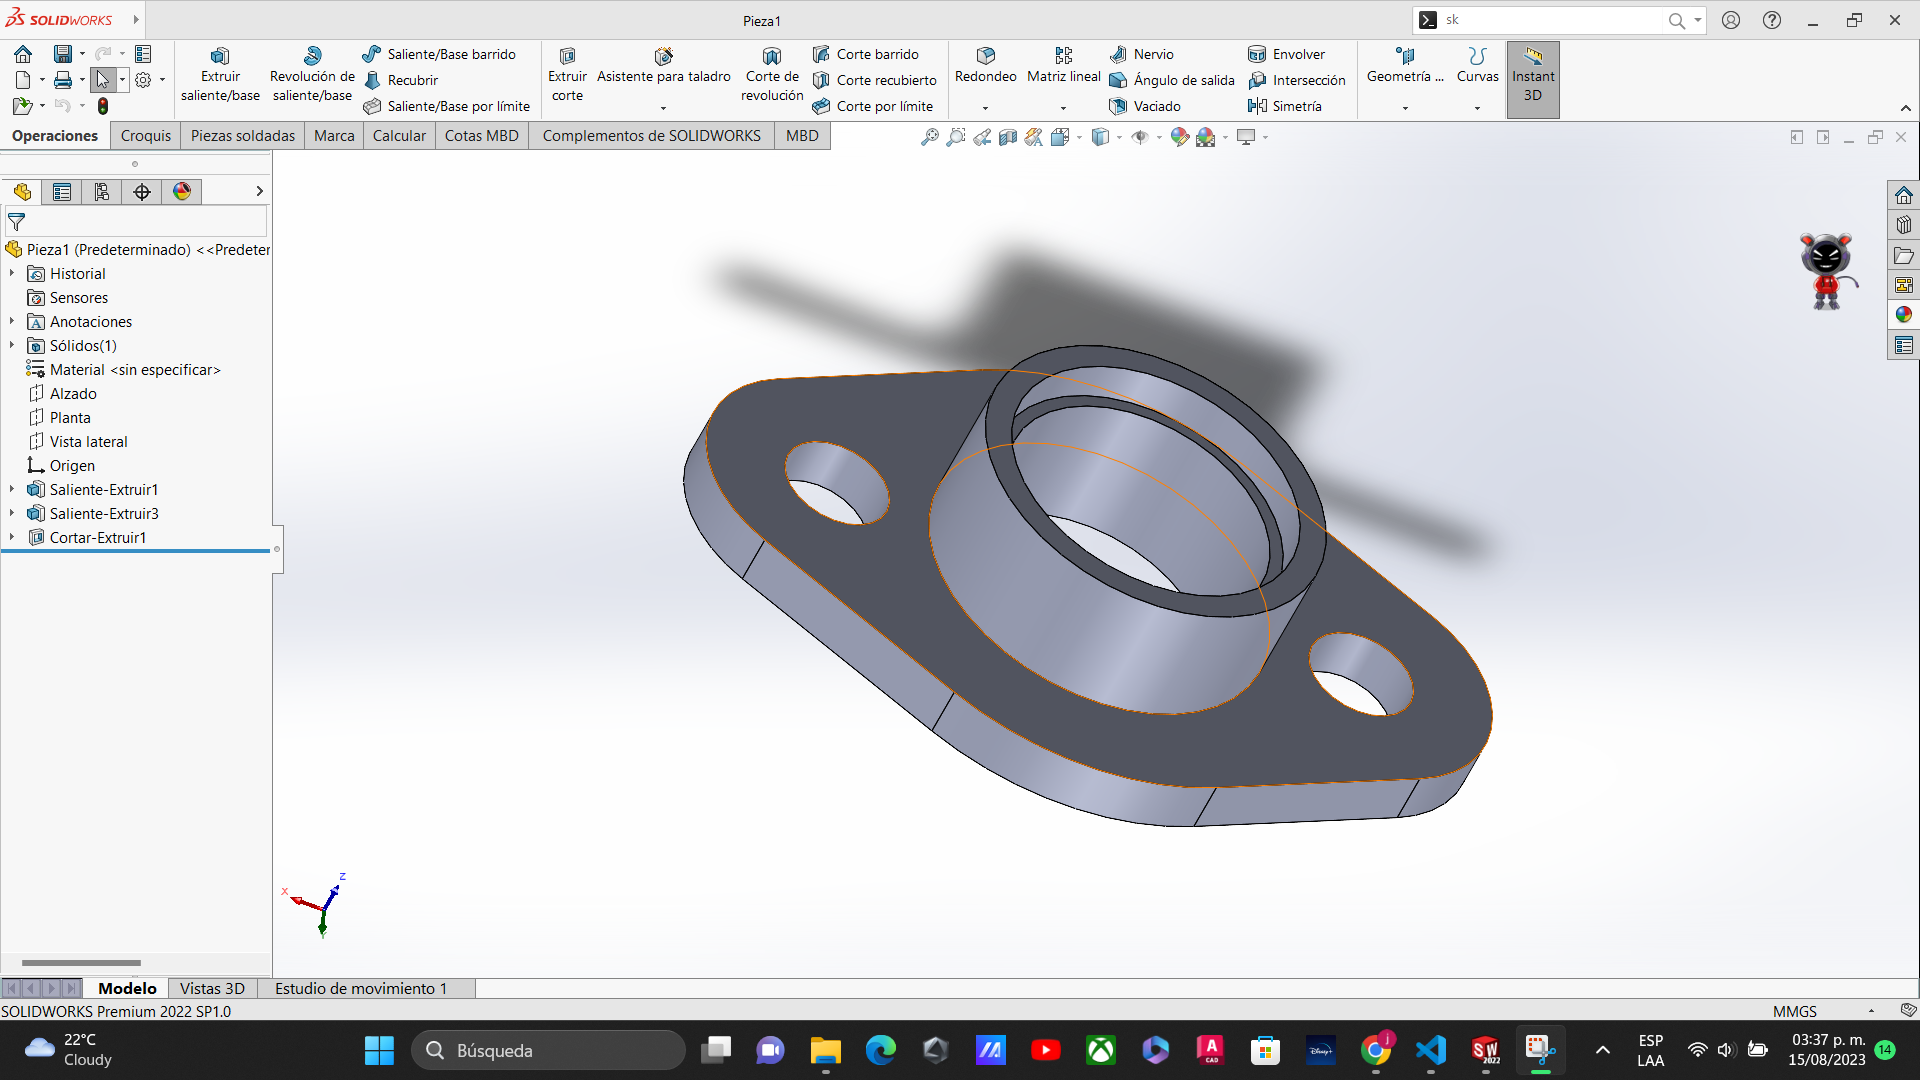 SOLIDWORKS
Pieza1
sk
Extruir saliente/base
Revolución de saliente/base
Saliente/Base barrido
Recubrir
Saliente/Base por límite
Extruir corte
Asistente para taladro
Corte de revolución
Corte barrido
Corte recubierto
Corte por límite
Redondeo
Matriz lineal
Nervio
Ángulo de salida
Vaciado
Envolver
Intersección
Simetría
Geometría ...
Curvas
Instant 3D
Operaciones
Croquis
Piezas soldadas
Marca
Calcular
Cotas MBD
Complementos de SOLIDWORKS
MBD
Pieza1 (Predeterminado) <<Predeter
Historial
Sensores
Anotaciones
Sólidos(1)
Material <sin especificar>
Alzado
Planta
Vista lateral
Origen
Saliente-Extruir1
Saliente-Extruir3
Cortar-Extruir1
X
Z
Y
Modelo
Vistas 3D
Estudio de movimiento 1
SOLIDWORKS Premium 2022 SP1.0
MMGS
22°C
Cloudy
Búsqueda
A
CAD
Disney+
j
SW
2022
ESP
LAA
03:37 p. m.
15/08/2023
14